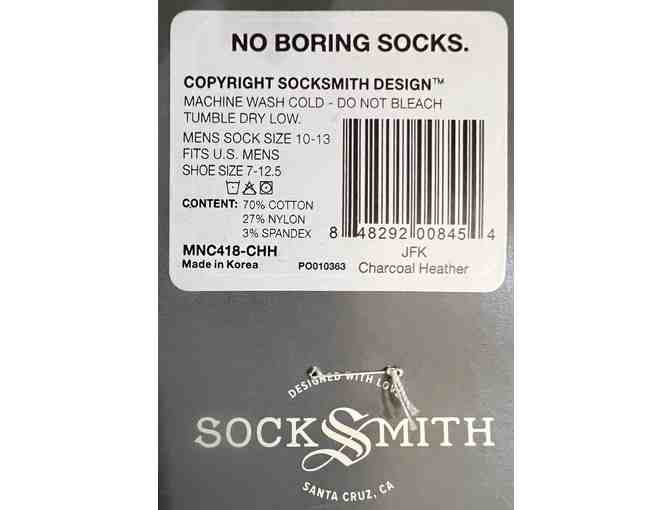 NO BORING SOCKS.
COPYRIGHT SOCKSMITH DESIGN™
MACHINE WASH COLD - DO NOT BLEACH
TUMBLE DRY LOW.
MENS SOCK SIZE 10-13
FITS U.S. MENS
SHOE SIZE 7-12.5
CONTENT: 70% COTTON
27% NYLON
3% SPANDEX
8 48292 00845 4
MNC418-CHH
JFK
Made in Korea
PO010363
Charcoal Heather
DESIGNED WITH LOVE
SOCKSMITH
SANTA CRUZ, CA